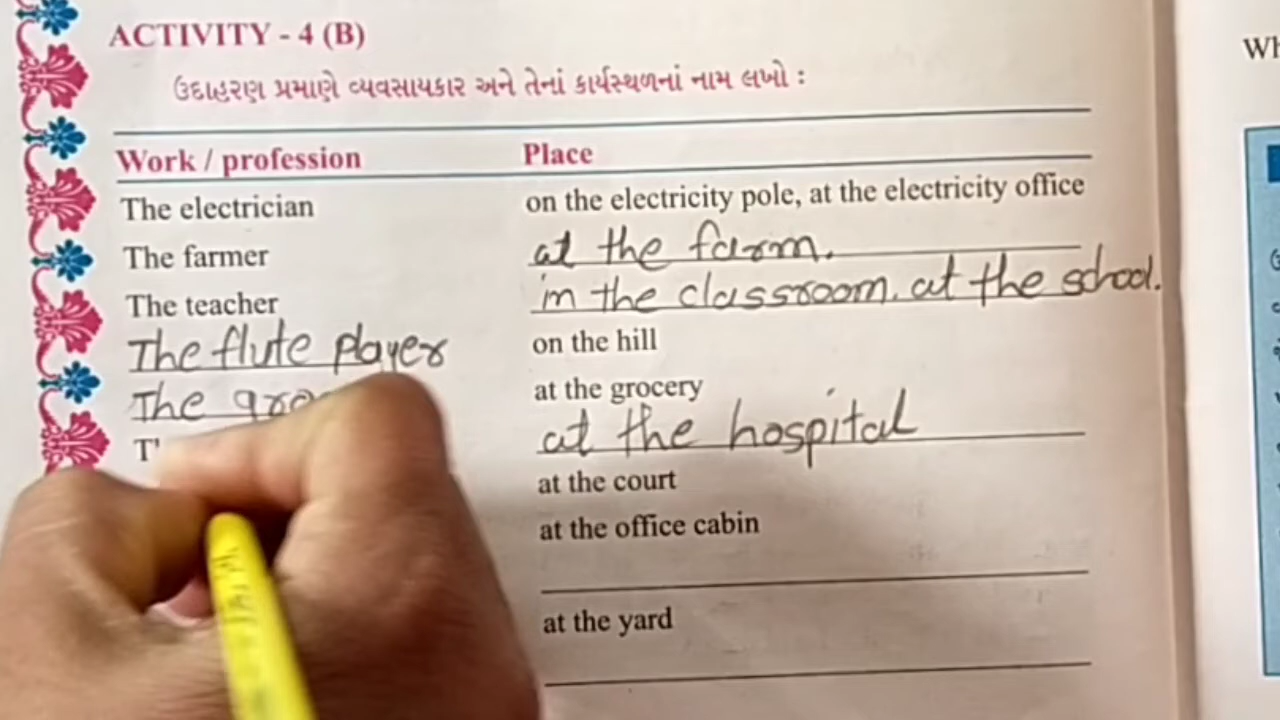 ACTIVITY - 4 (B)
ઉદાહરણ પ્રમાણે વ્યવસાયકાર અને તેનાં કાર્યસ્થળનાં નામ લખો :
Work / profession Place
The electrician on the electricity pole, at the electricity office
The farmer at the farm.
The teacher in the classroom. at the school.
The flute player on the hill
The at the grocery
at the hospital
at the court
at the office cabin
at the yard